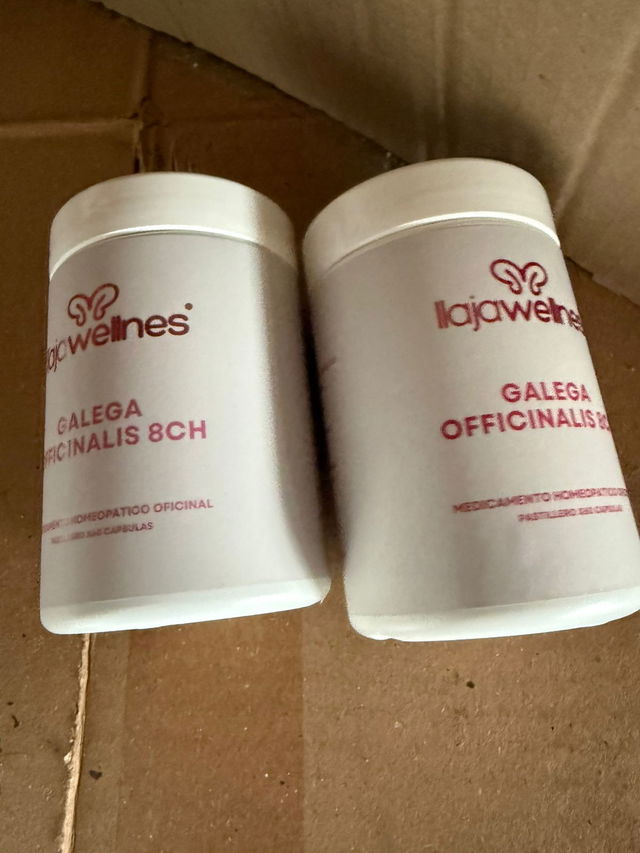 llajawellnes
GALEGA
OFFICINALIS 8CH
HOMEOPATICO OFICINAL
CAPSULAS
llajawellnes
GALEGA
OFFICINALIS
MEDICAMENTO HOMEOPATICO
PASTILLERO CAPSULAS